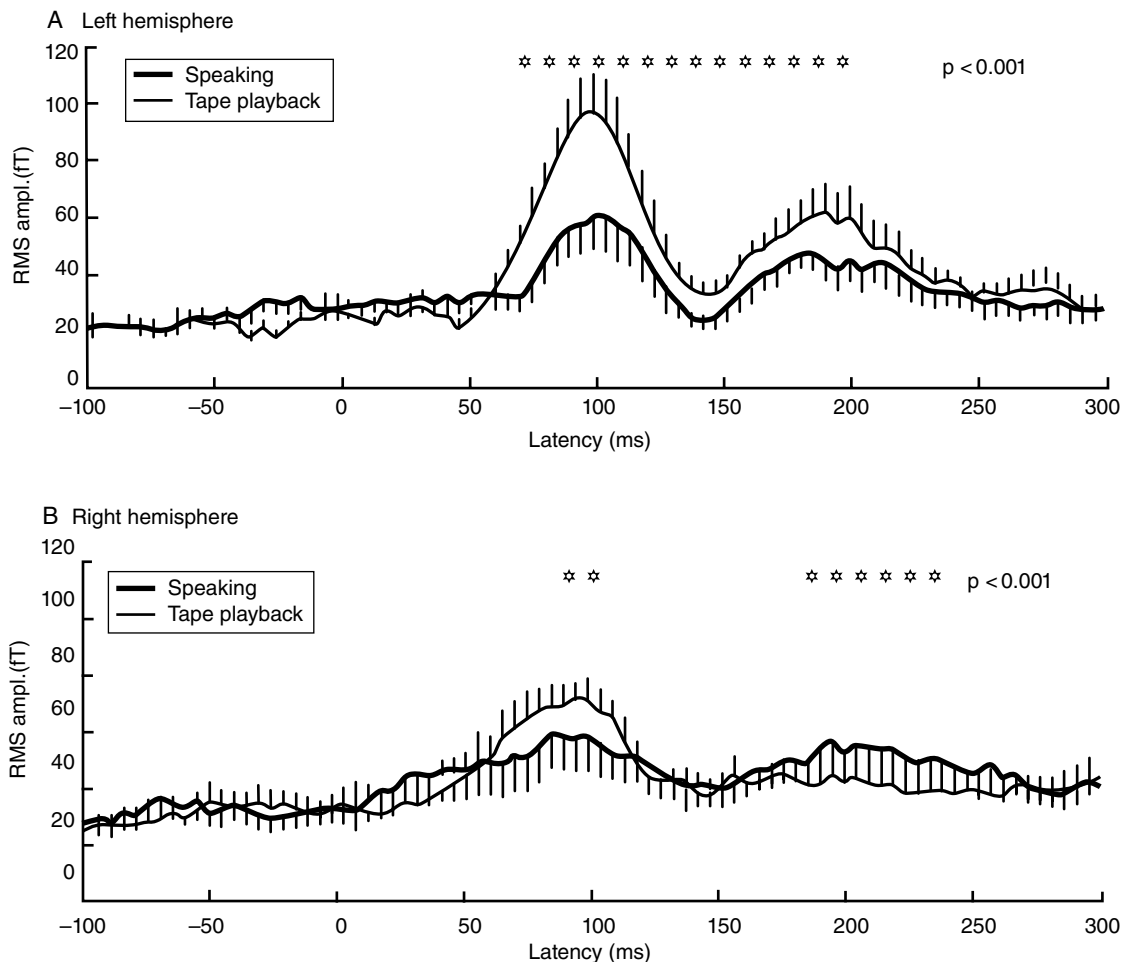 A Left hemisphere
120
100
80
60
40
20
0
RMS ampl.(fT)
Speaking
Tape playback
p < 0.001
–100 –50 0 50 100 150 200 250 300
Latency (ms)
B Right hemisphere
120
100
80
60
40
20
0
RMS ampl.(fT)
Speaking
Tape playback
p < 0.001
–100 –50 0 50 100 150 200 250 300
Latency (ms)